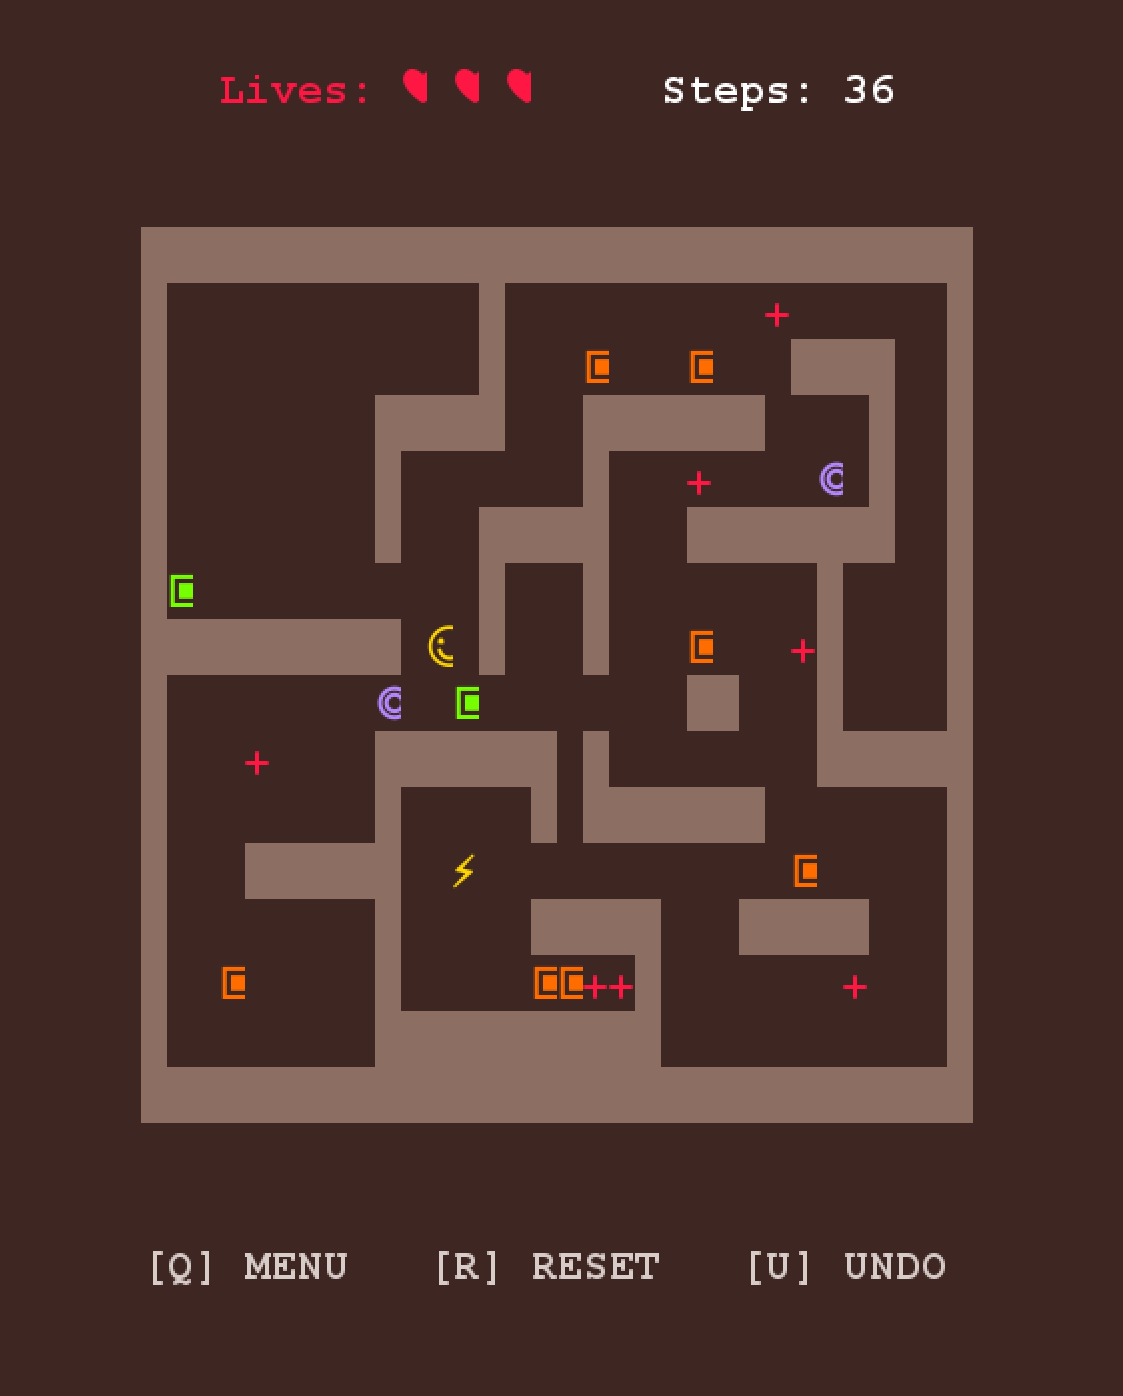 Lives: ♥ ♥ ♥ Steps: 36
[Q] MENU [R] RESET [U] UNDO